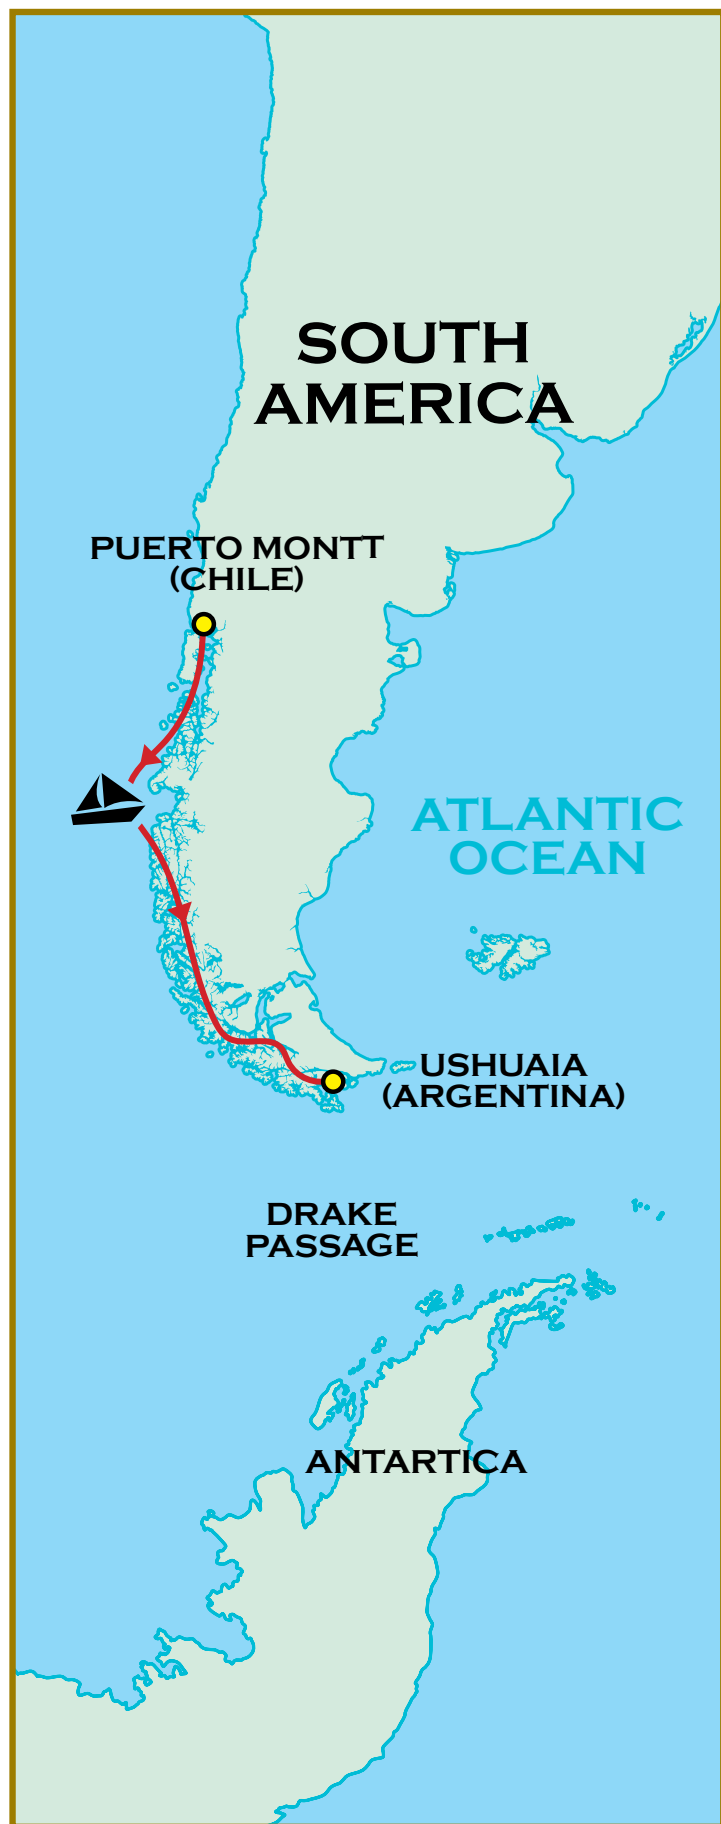 SOUTH
AMERICA
PUERTO MONTT
(CHILE)
ATLANTIC
OCEAN
USHUAIA
(ARGENTINA)
DRAKE
PASSAGE
ANTARTICA